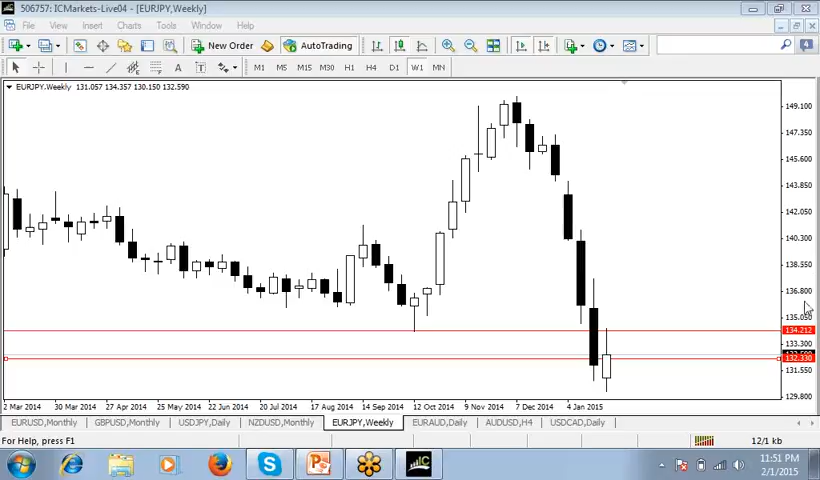 506757: ICMarkets-Live04 - [EURJPY,Weekly]
File View Insert Charts Tools Window Help
New Order AutoTrading
4
A T M1 M5 M15 M30 H1 H4 D1 W1 MN
EURJPY,Weekly 131.057 134.357 130.150 132.590
149.100
147.350
145.600
143.850
142.050
140.300
138.550
136.800
135.050
134.212
133.300
132.330
131.550
129.800
2 Mar 2014 30 Mar 2014 27 Apr 2014 25 May 2014 22 Jun 2014 20 Jul 2014 17 Aug 2014 14 Sep 2014 12 Oct 2014 9 Nov 2014 7 Dec 2014 4 Jan 2015
EURUSD,Monthly GBPUSD,Monthly USDJPY,Daily NZDUSD,Monthly EURJPY,Weekly EURAUD,Daily AUDUSD,H4 USDCAD,Daily
For Help, press F1 12/1 kb
11:51 PM
2/1/2015